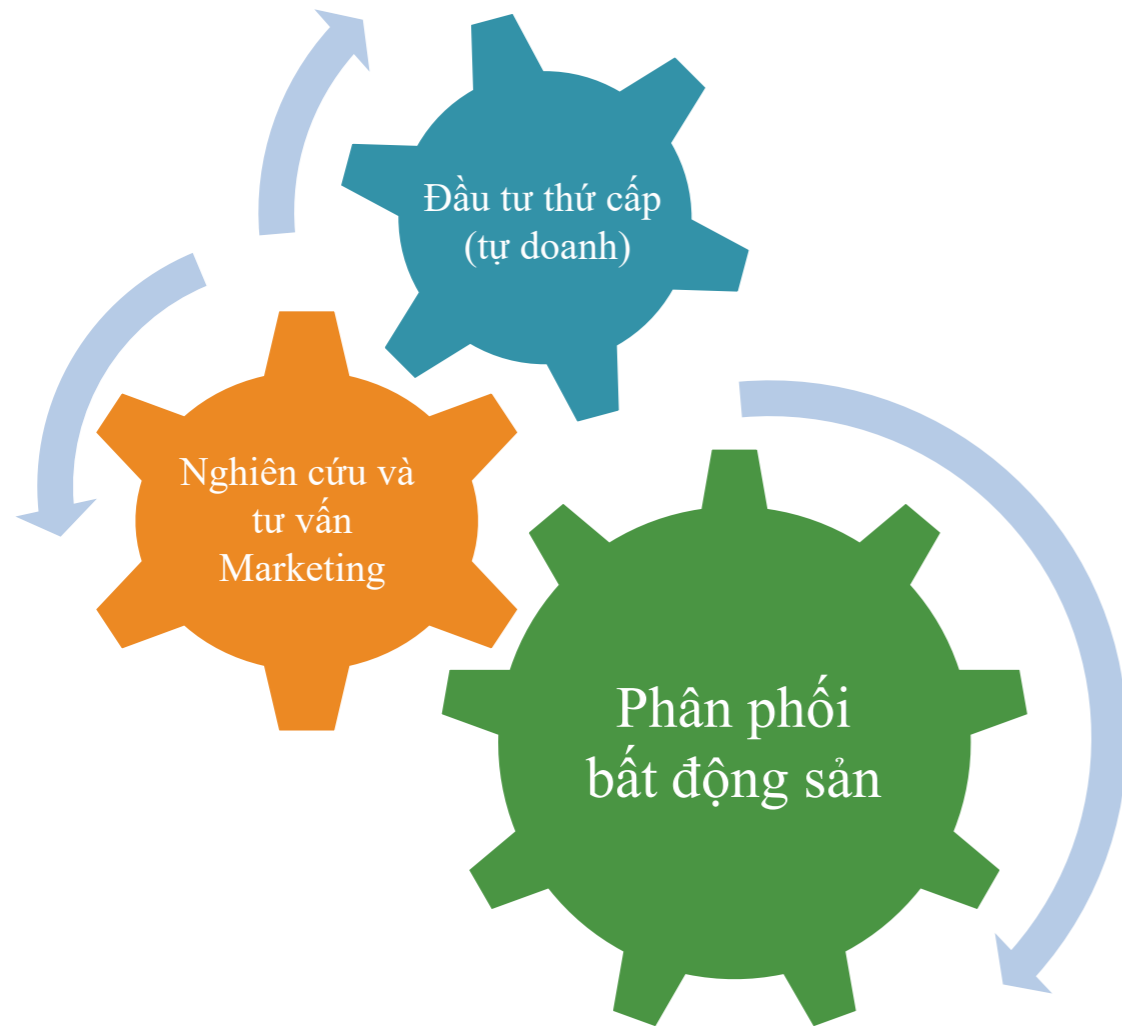 Đầu tư thứ cấp
(tự doanh)
Nghiên cứu và
tư vấn
Marketing
Phân phối
bất động sản